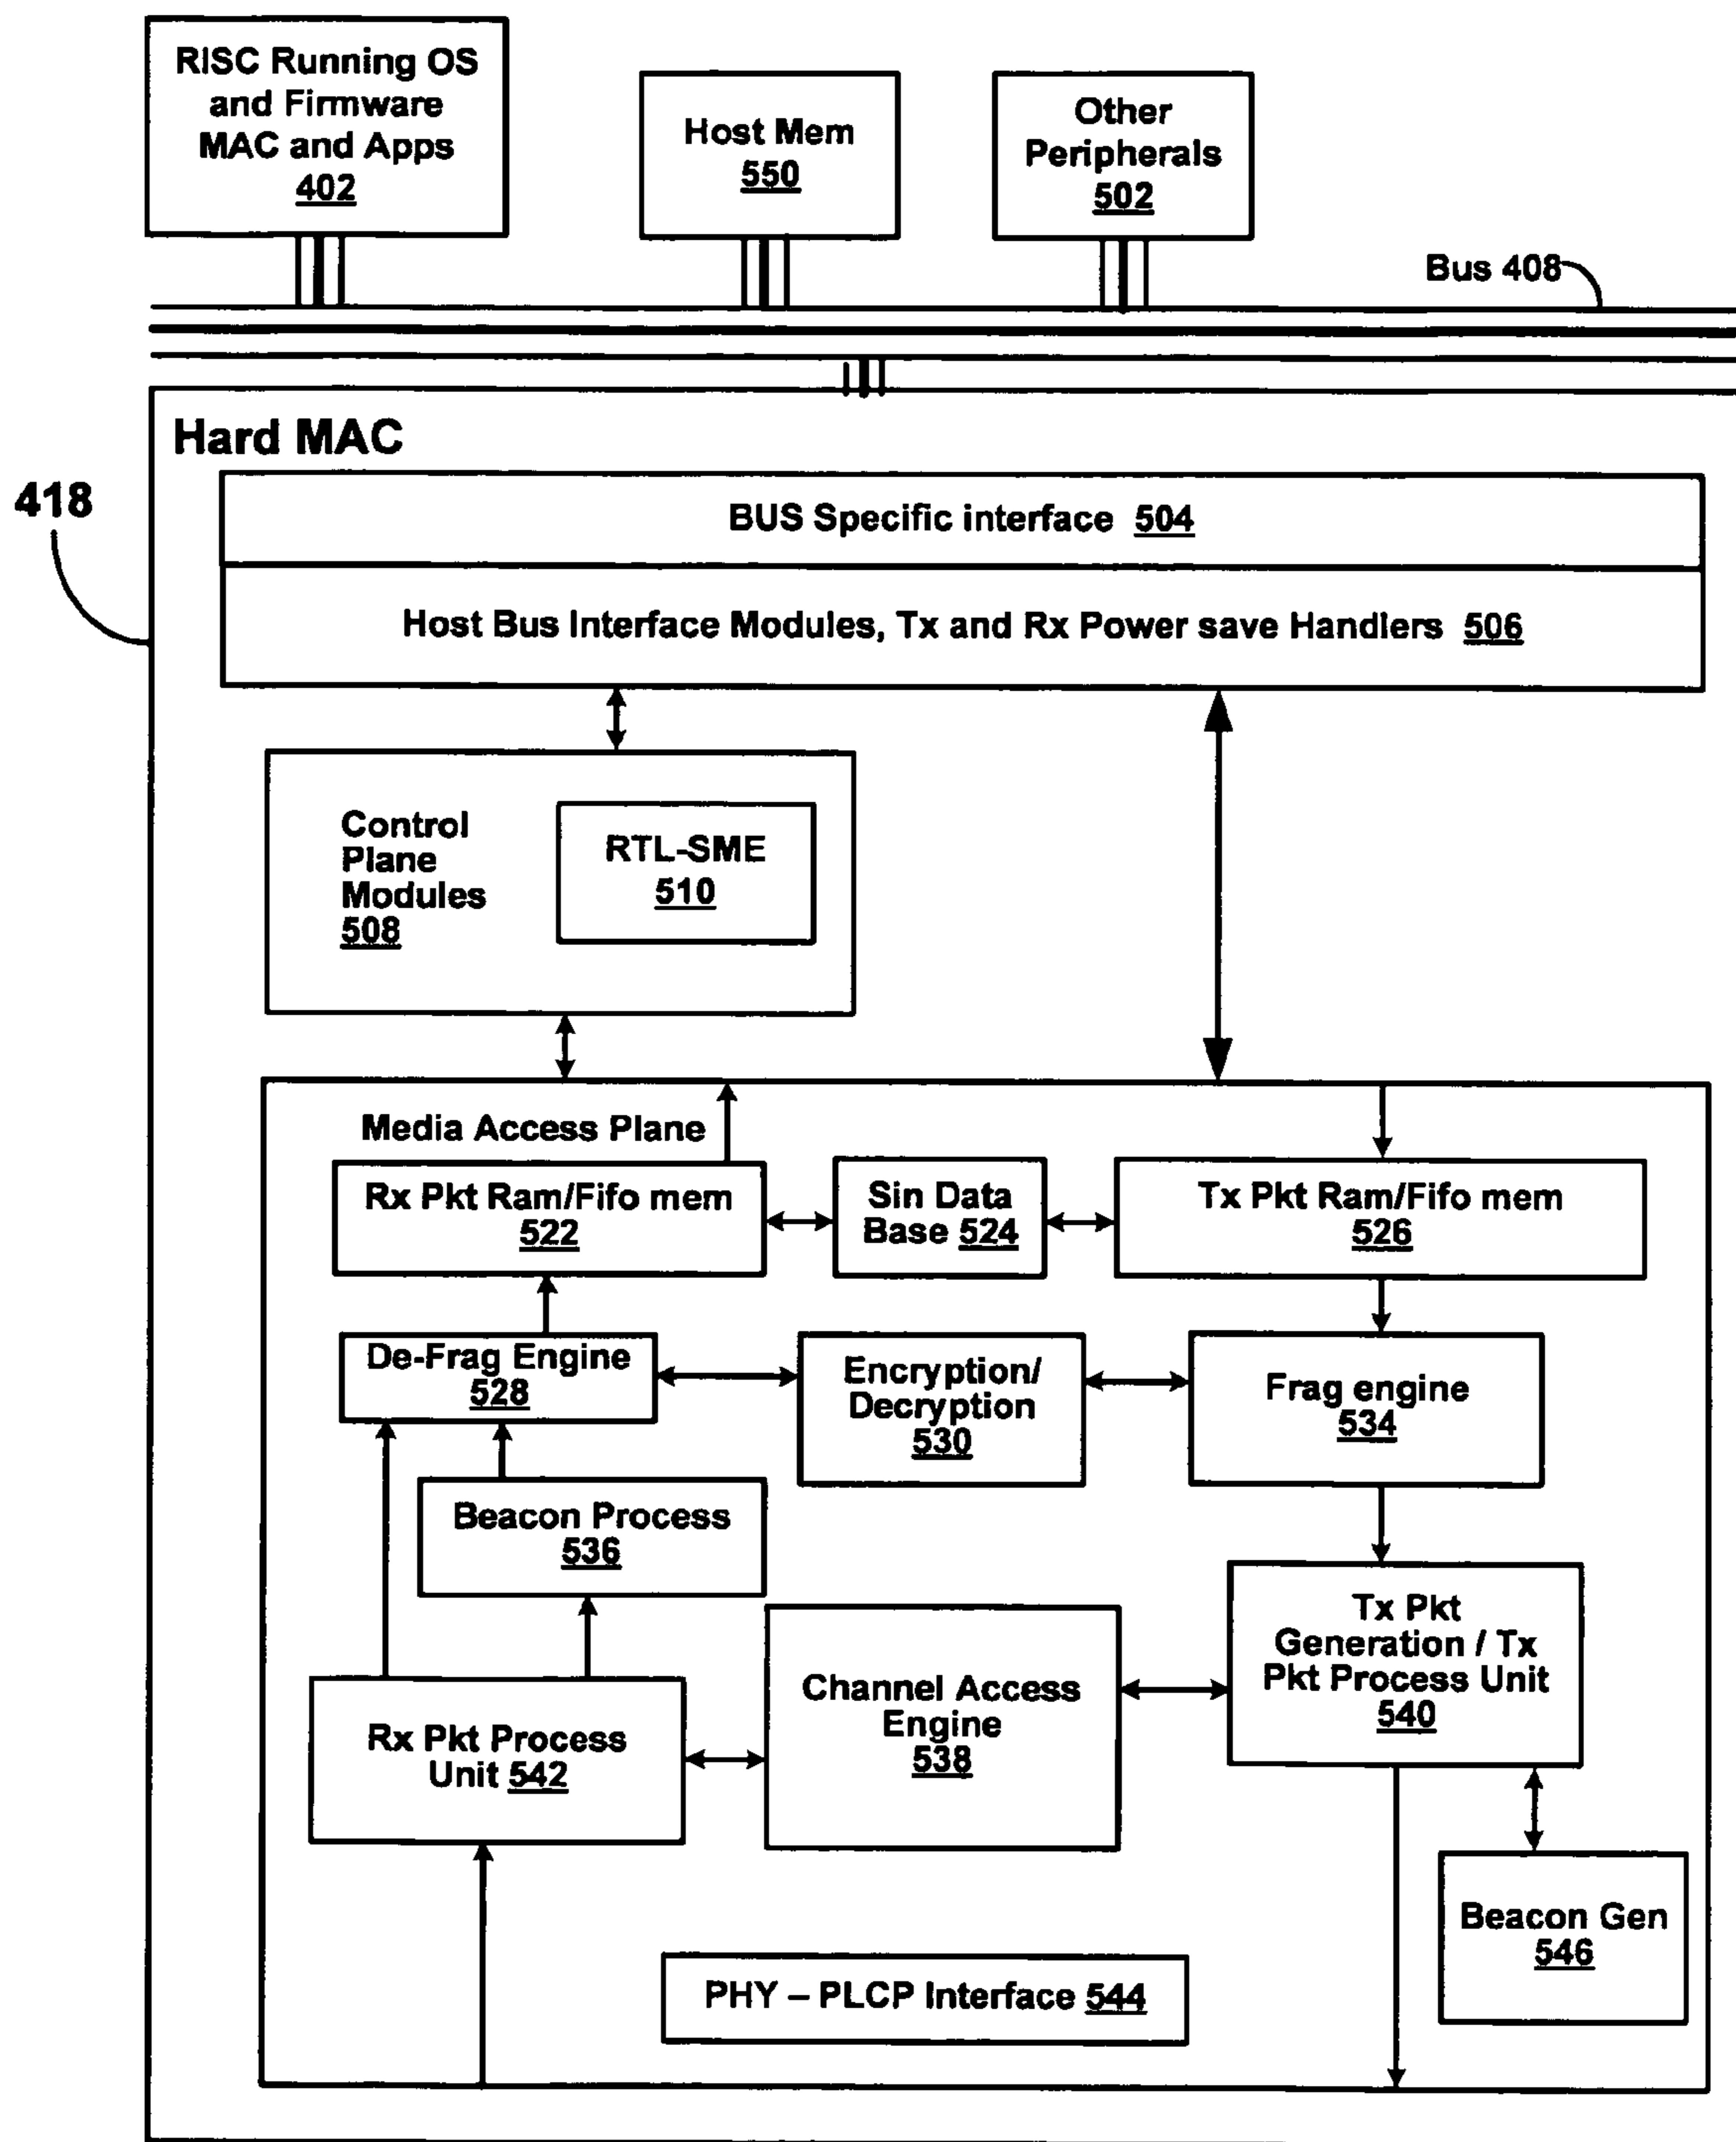 RISC Running OS
and Firmware
MAC and Apps
402
Host Mem
550
Other
Peripherals
502
Bus 408
Hard MAC
418
BUS Specific interface 504
Host Bus Interface Modules, Tx and Rx Power save Handlers 506
Control
Plane
Modules
508
RTL-SME
510
Media Access Plane
Rx Pkt Ram/Fifo mem
522
Sin Data
Base 524
Tx Pkt Ram/Fifo mem
526
De-Frag Engine
528
Encryption/
Decryption
530
Frag engine
534
Beacon Process
536
Channel Access
Engine
538
Tx Pkt
Generation / Tx
Pkt Process Unit
540
Rx Pkt Process
Unit 542
Beacon Gen
546
PHY – PLCP Interface 544